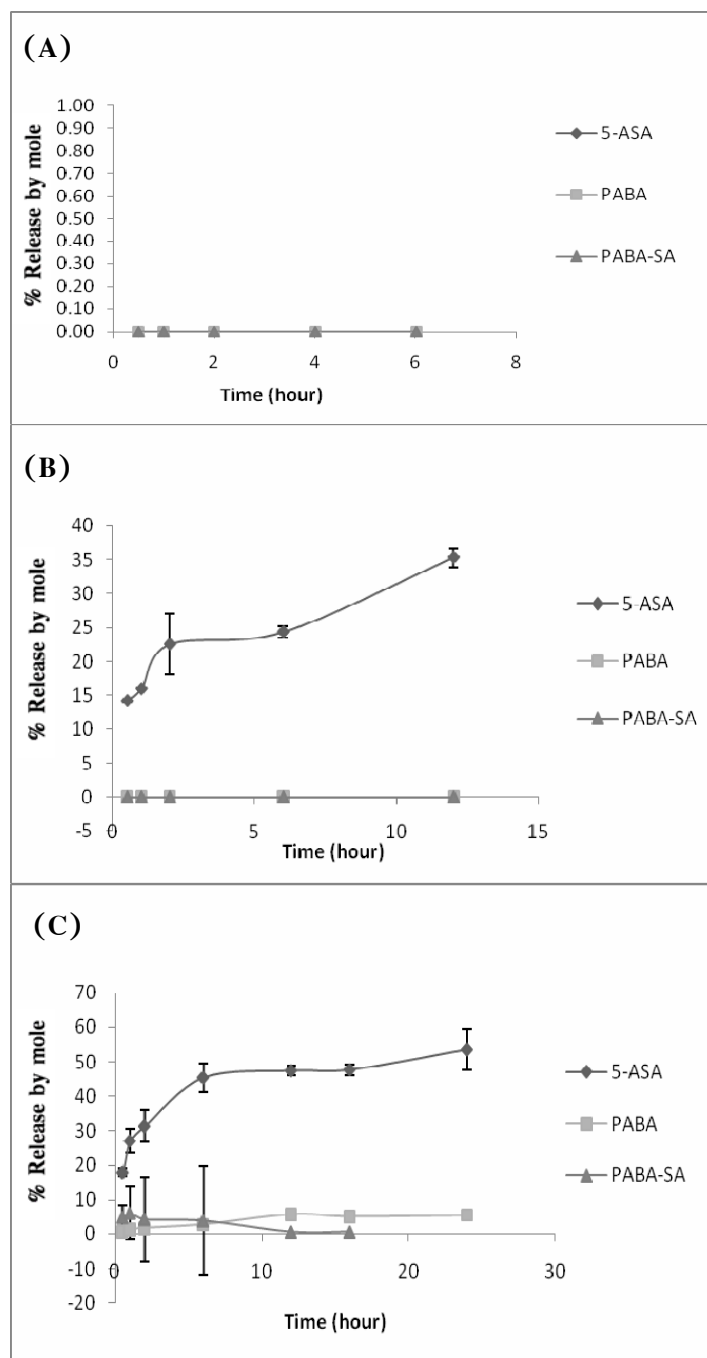 (A)
% Release by mole
1.00
0.90
0.80
0.70
0.60
0.50
0.40
0.30
0.20
0.10
0.00
0 2 4 6 8
Time (hour)
5-ASA
PABA
PABA-SA
(B)
% Release by mole
40
35
30
25
20
15
10
5
0
-5
0 5 10 15
Time (hour)
5-ASA
PABA
PABA-SA
(C)
% Release by mole
70
60
50
40
30
20
10
0
-10
-20
0 10 20 30
Time (hour)
5-ASA
PABA
PABA-SA